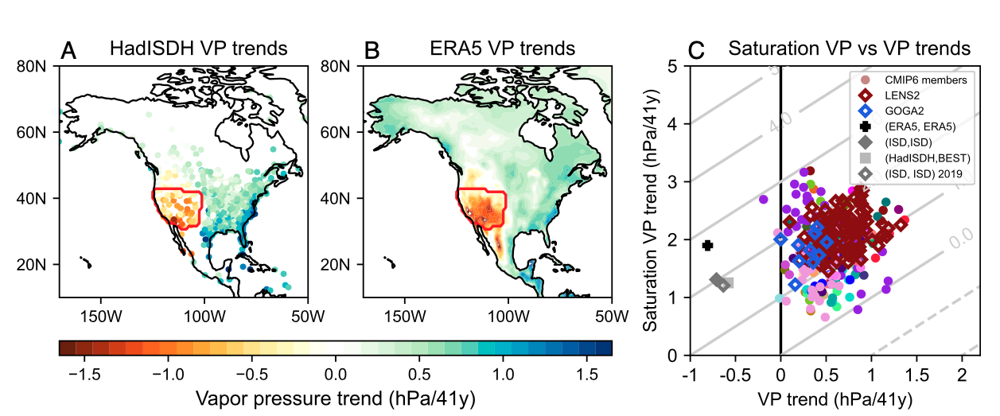 A HadISDH VP trends
80N
60N
40N
20N
150W 100W 50W
B ERA5 VP trends
80N
60N
40N
20N
150W 100W 50W
−1.5 −1.0 −0.5 0.0 0.5 1.0 1.5
Vapor pressure trend (hPa/41y)
C Saturation VP vs VP trends
Saturation VP trend (hPa/41y)
5
4
3
2
1
0
4.0
0.0
CMIP6 members
LENS2
GOGA2
(ERA5, ERA5)
(ISD,ISD)
(HadISDH,BEST)
(ISD, ISD) 2019
-1 -0.5 0 0.5 1 1.5 2
VP trend (hPa/41y)